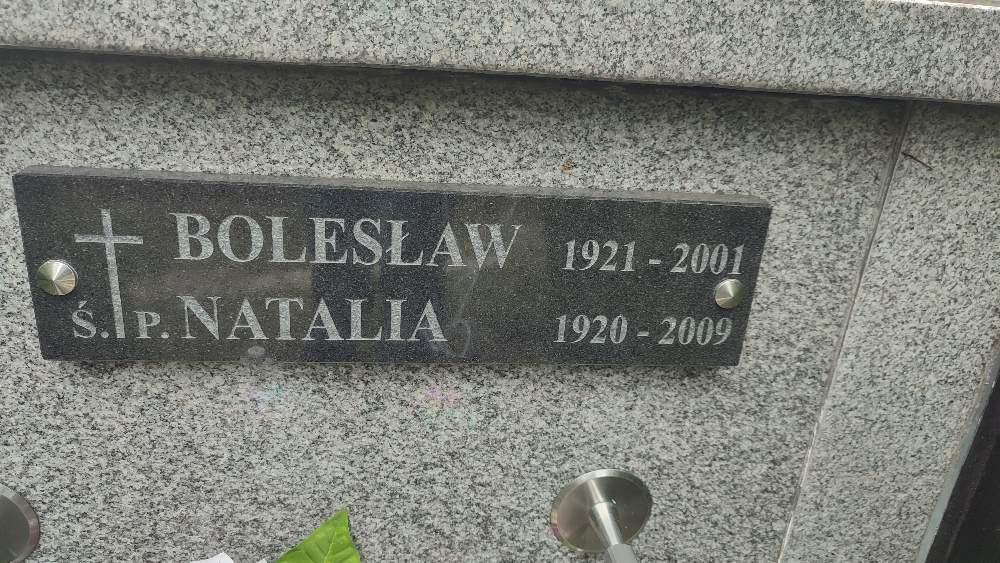 BOLESŁAW 1921 - 2001
Ś. P. NATALIA 1920 - 2009